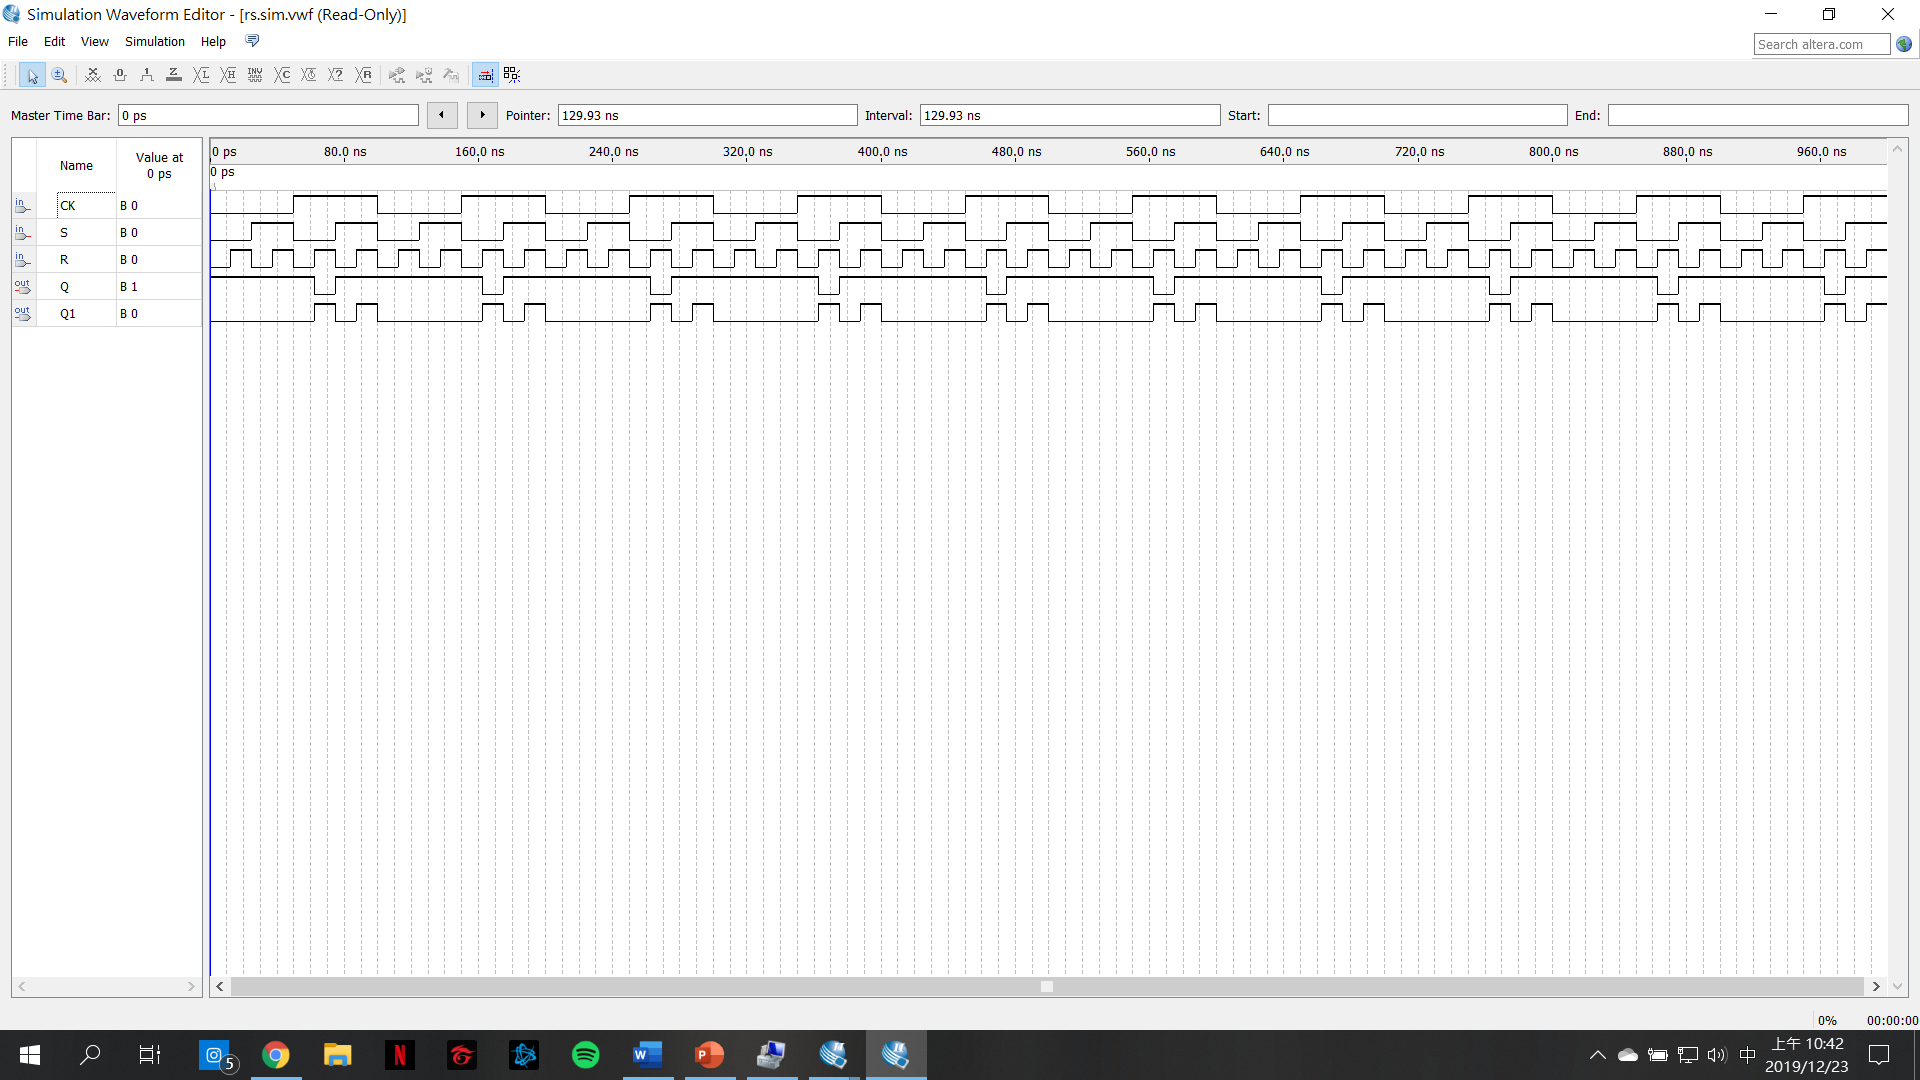 Simulation Waveform Editor - [rs.sim.vwf (Read-Only)]
File Edit View Simulation Help
Search altera.com
Master Time Bar: 0 ps Pointer: 129.93 ns Interval: 129.93 ns Start: End:
Name Value at 0 ps
0 ps 80.0 ns 160.0 ns 240.0 ns 320.0 ns 400.0 ns 480.0 ns 560.0 ns 640.0 ns 720.0 ns 800.0 ns 880.0 ns 960.0 ns
0 ps
in CK B 0
in S B 0
in R B 0
out Q B 1
out Q1 B 0
0% 00:00:00
5
中
上午 10:42
2019/12/23